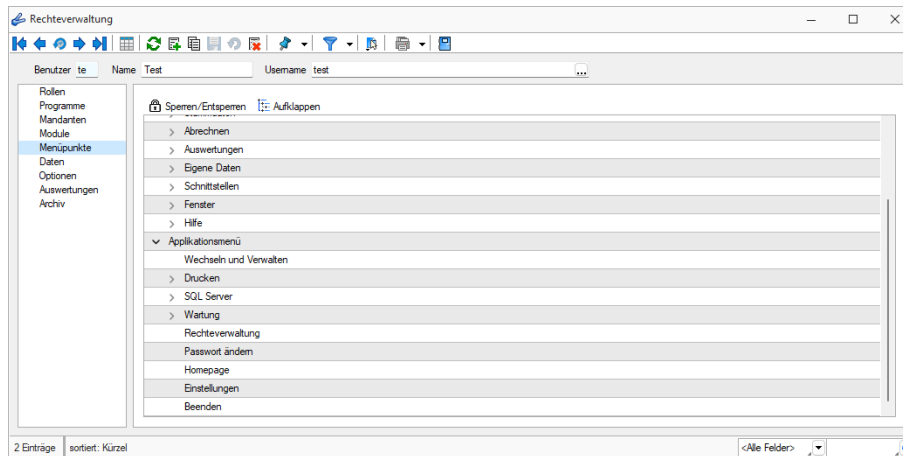 Rechteverwaltung
Benutzer te Name Test Username test ...
Rollen
Programme
Mandanten
Module
Menüpunkte
Daten
Optionen
Auswertungen
Archiv
Sperren/Entsperren Aufklappen
Stammdaten
Abrechnen
Auswertungen
Eigene Daten
Schnittstellen
Fenster
Hilfe
Applikationsmenü
Wechseln und Verwalten
Drucken
SQL Server
Wartung
Rechteverwaltung
Passwort ändern
Homepage
Einstellungen
Beenden
2 Einträge sortiert: Kürzel <Alle Felder>